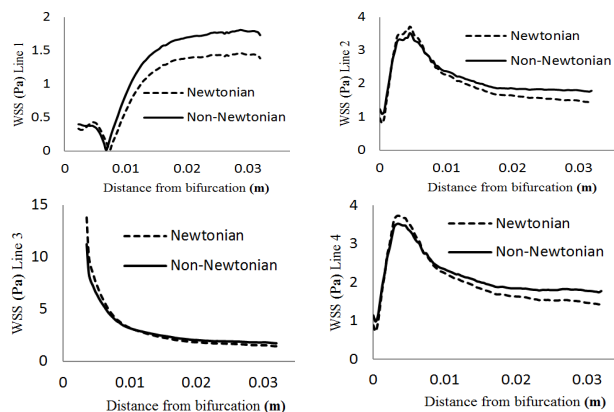 WSS (Pa) Line 1
2
1.5
1
0.5
0
Newtonian
Non-Newtonian
0
0.01
0.02
0.03
Distance from bifurcation (m)
WSS (Pa) Line 2
4
3
2
1
0
Newtonian
Non-Newtonian
0
0.01
0.02
0.03
Distance from bifurcation (m)
WSS (Pa) Line 3
15
10
5
0
Newtonian
Non-Newtonian
0
0.01
0.02
0.03
Distance from bifurcation (m)
WSS (Pa) Line 4
4
3
2
1
0
Newtonian
Non-Newtonian
0
0.01
0.02
0.03
Distance from bifurcation (m)